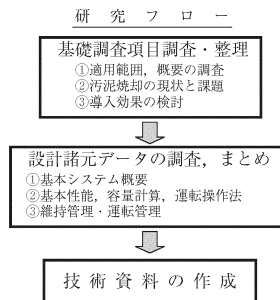 研究フロー
基礎調査項目調査・整理
①適用範囲，概要の調査
②汚泥焼却の現状と課題
③導入効果の検討
設計諸元データの調査，まとめ
①基本システム概要
②基本性能，容量計算，運転操作法
③維持管理・運転管理
技術資料の作成